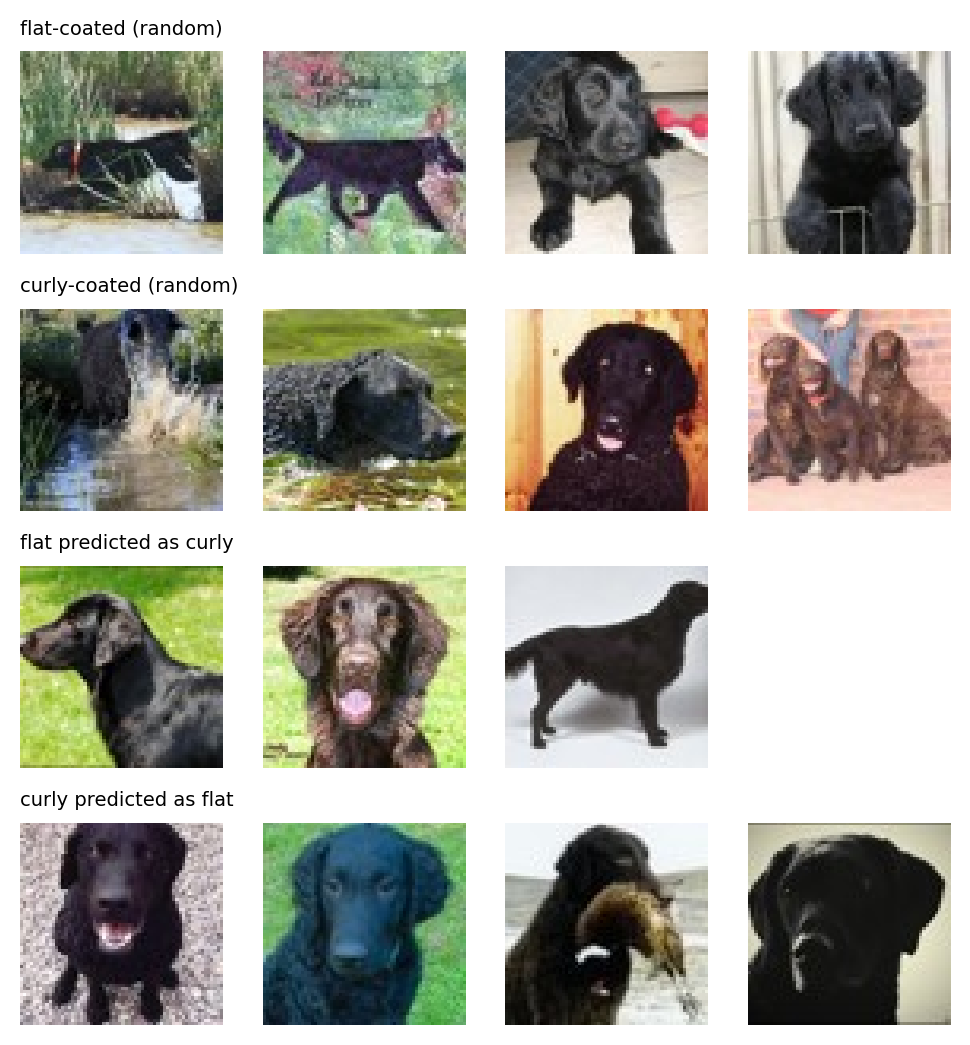 flat-coated (random)
curly-coated (random)
flat predicted as curly
curly predicted as flat